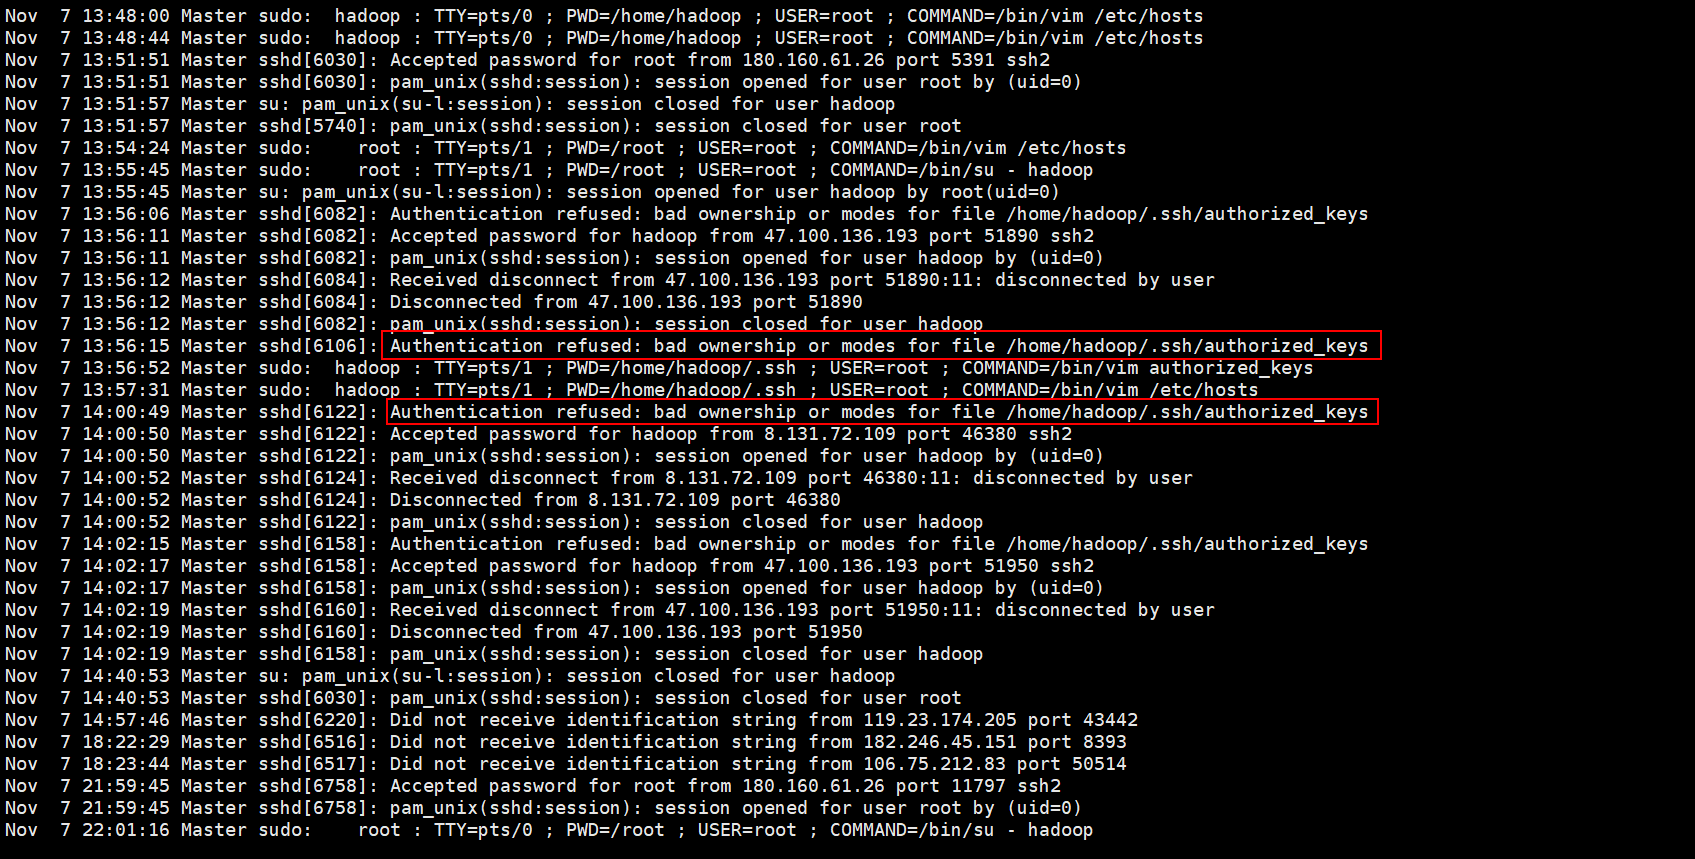 Nov  7 13:48:00 Master sudo:  hadoop : TTY=pts/0 ; PWD=/home/hadoop ; USER=root ; COMMAND=/bin/vim /etc/hosts
Nov  7 13:48:44 Master sudo:  hadoop : TTY=pts/0 ; PWD=/home/hadoop ; USER=root ; COMMAND=/bin/vim /etc/hosts
Nov  7 13:51:51 Master sshd[6030]: Accepted password for root from 180.160.61.26 port 5391 ssh2
Nov  7 13:51:51 Master sshd[6030]: pam_unix(sshd:session): session opened for user root by (uid=0)
Nov  7 13:51:57 Master su: pam_unix(su-l:session): session closed for user hadoop
Nov  7 13:51:57 Master sshd[5740]: pam_unix(sshd:session): session closed for user root
Nov  7 13:54:24 Master sudo:    root : TTY=pts/1 ; PWD=/root ; USER=root ; COMMAND=/bin/vim /etc/hosts
Nov  7 13:55:45 Master sudo:    root : TTY=pts/1 ; PWD=/root ; USER=root ; COMMAND=/bin/su - hadoop
Nov  7 13:55:45 Master su: pam_unix(su-l:session): session opened for user hadoop by root(uid=0)
Nov  7 13:56:06 Master sshd[6082]: Authentication refused: bad ownership or modes for file /home/hadoop/.ssh/authorized_keys
Nov  7 13:56:11 Master sshd[6082]: Accepted password for hadoop from 47.100.136.193 port 51890 ssh2
Nov  7 13:56:11 Master sshd[6082]: pam_unix(sshd:session): session opened for user hadoop by (uid=0)
Nov  7 13:56:12 Master sshd[6084]: Received disconnect from 47.100.136.193 port 51890:11: disconnected by user
Nov  7 13:56:12 Master sshd[6084]: Disconnected from 47.100.136.193 port 51890
Nov  7 13:56:12 Master sshd[6082]: pam_unix(sshd:session): session closed for user hadoop
Nov  7 13:56:15 Master sshd[6106]: Authentication refused: bad ownership or modes for file /home/hadoop/.ssh/authorized_keys
Nov  7 13:56:52 Master sudo:  hadoop : TTY=pts/1 ; PWD=/home/hadoop/.ssh ; USER=root ; COMMAND=/bin/vim authorized_keys
Nov  7 13:57:31 Master sudo:  hadoop : TTY=pts/1 ; PWD=/home/hadoop/.ssh ; USER=root ; COMMAND=/bin/vim /etc/hosts
Nov  7 14:00:49 Master sshd[6122]: Authentication refused: bad ownership or modes for file /home/hadoop/.ssh/authorized_keys
Nov  7 14:00:50 Master sshd[6122]: Accepted password for hadoop from 8.131.72.109 port 46380 ssh2
Nov  7 14:00:50 Master sshd[6122]: pam_unix(sshd:session): session opened for user hadoop by (uid=0)
Nov  7 14:00:52 Master sshd[6124]: Received disconnect from 8.131.72.109 port 46380:11: disconnected by user
Nov  7 14:00:52 Master sshd[6124]: Disconnected from 8.131.72.109 port 46380
Nov  7 14:00:52 Master sshd[6122]: pam_unix(sshd:session): session closed for user hadoop
Nov  7 14:02:15 Master sshd[6158]: Authentication refused: bad ownership or modes for file /home/hadoop/.ssh/authorized_keys
Nov  7 14:02:17 Master sshd[6158]: Accepted password for hadoop from 47.100.136.193 port 51950 ssh2
Nov  7 14:02:17 Master sshd[6158]: pam_unix(sshd:session): session opened for user hadoop by (uid=0)
Nov  7 14:02:19 Master sshd[6160]: Received disconnect from 47.100.136.193 port 51950:11: disconnected by user
Nov  7 14:02:19 Master sshd[6160]: Disconnected from 47.100.136.193 port 51950
Nov  7 14:02:19 Master sshd[6158]: pam_unix(sshd:session): session closed for user hadoop
Nov  7 14:40:53 Master su: pam_unix(su-l:session): session closed for user hadoop
Nov  7 14:40:53 Master sshd[6030]: pam_unix(sshd:session): session closed for user root
Nov  7 14:57:46 Master sshd[6220]: Did not receive identification string from 119.23.174.205 port 43442
Nov  7 18:22:29 Master sshd[6516]: Did not receive identification string from 182.246.45.151 port 8393
Nov  7 18:23:44 Master sshd[6517]: Did not receive identification string from 106.75.212.83 port 50514
Nov  7 21:59:45 Master sshd[6758]: Accepted password for root from 180.160.61.26 port 11797 ssh2
Nov  7 21:59:45 Master sshd[6758]: pam_unix(sshd:session): session opened for user root by (uid=0)
Nov  7 22:01:16 Master sudo:    root : TTY=pts/0 ; PWD=/root ; USER=root ; COMMAND=/bin/su - hadoop